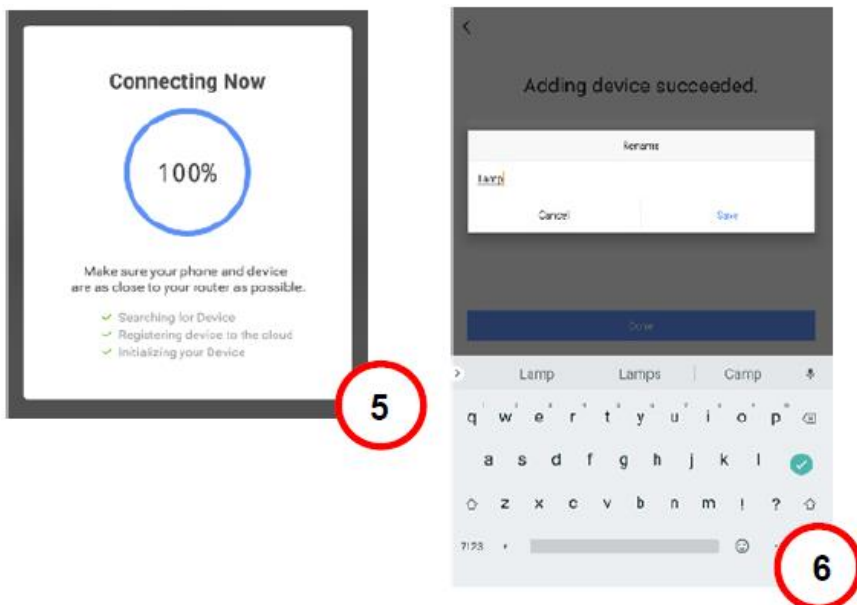 Connecting Now
100%
Make sure your phone and device
are as close to your router as possible.
Searching for Device
Registering device to the cloud
Initializing your Device
5
Adding device succeeded.
Rename
Lamp
Cancel
Save
Done
Lamp Lamps Camp
q w e r t y u i o p
a s d f g h j k l
z x c v b n m ! ?
6